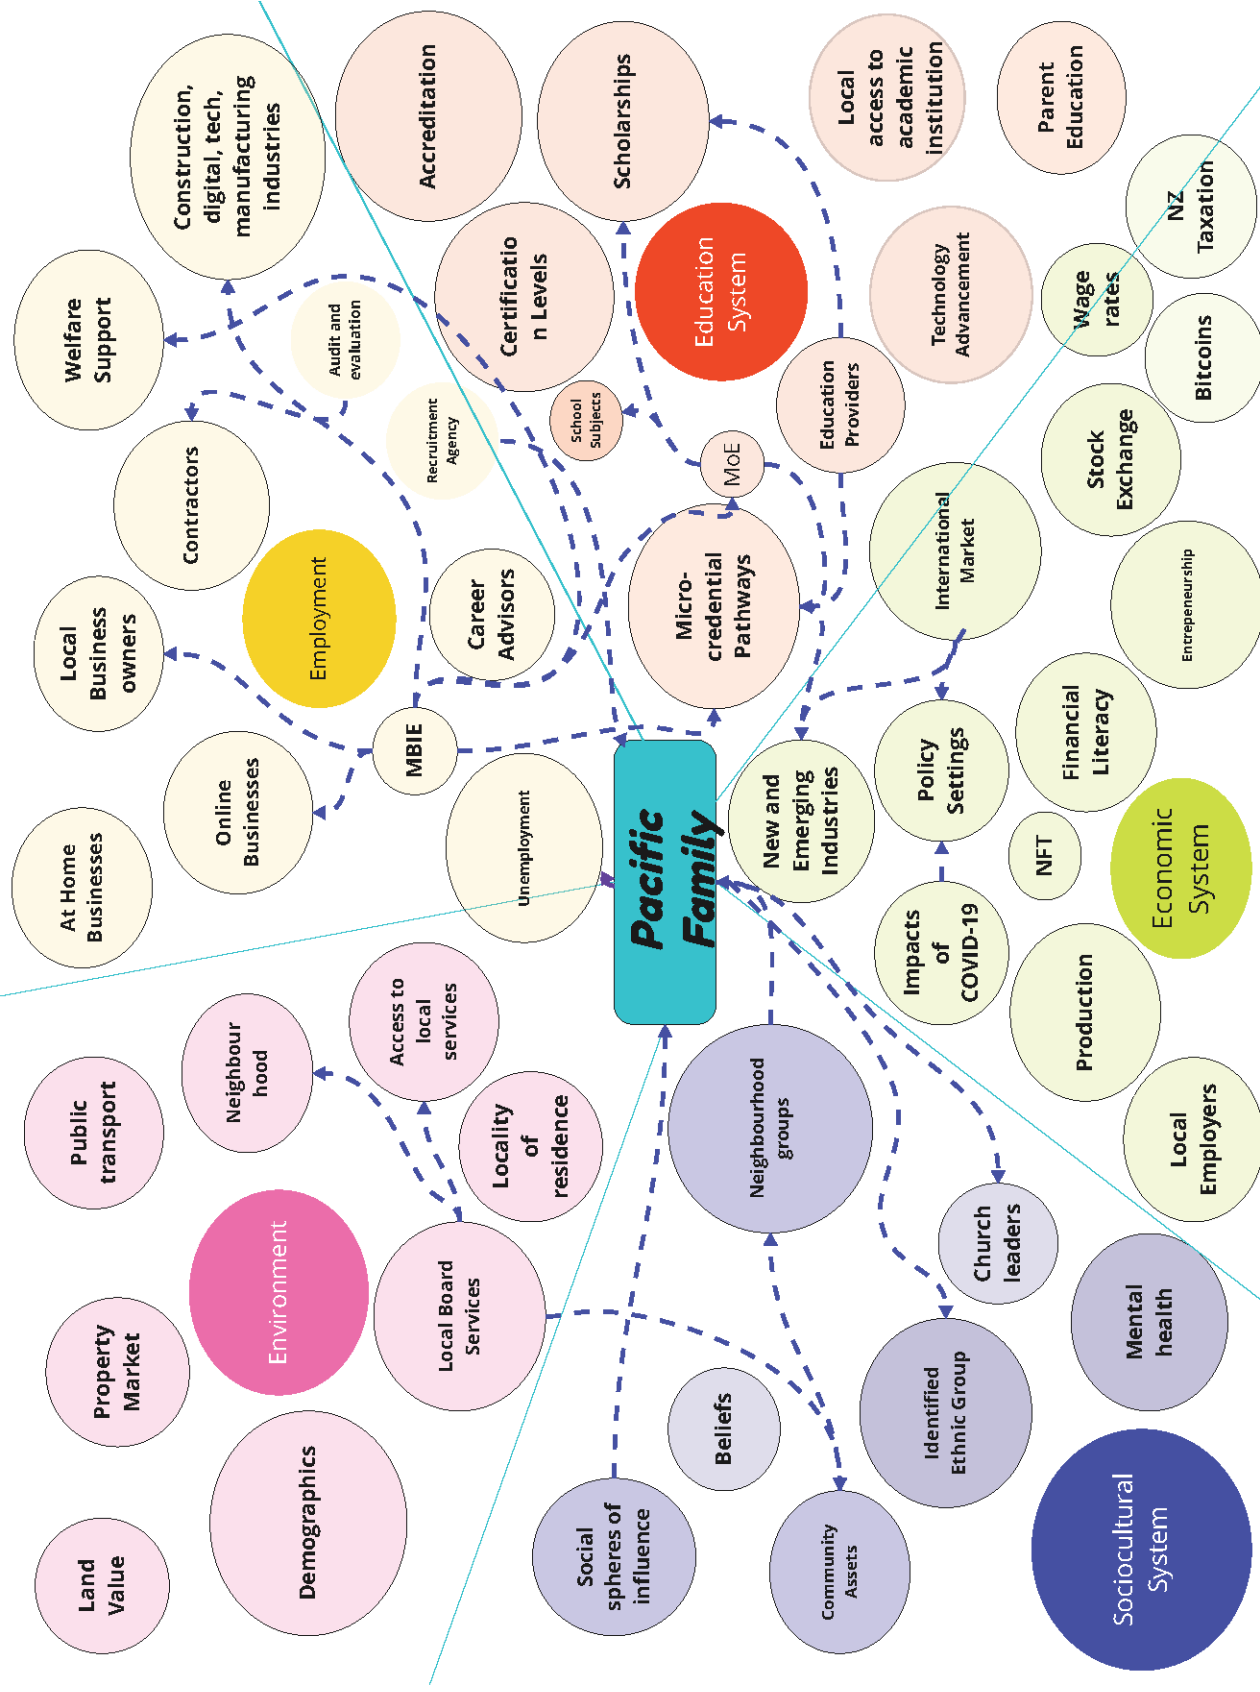 Land
Value
Property
Market
Public
transport
At Home
Businesses
Local
Business
owners
Welfare
Support
Demographics
Environment
Neighbour
hood
Online
Businesses
Contractors
Construction,
digital, tech,
manufacturing
industries
Employment
Audit and
evaluation
Local Board
Services
Access to
local
services
MBIE
Recruitment
Agency
Accreditation
Locality
of
residence
Unemployment
Career
Advisors
Certificatio
n Levels
School
Subjects
Scholarships
Social
spheres of
influence
Pacific
Family
Micro-
credential
Pathways
MoE
Education
System
Beliefs
Neighbourhood
groups
New and
Emerging
Industries
Education
Providers
Local
access to
academic
institution
Community
Assets
Identified
Ethnic Group
Church
leaders
Impacts
of
COVID-19
Policy
Settings
International
Market
Technology
Advancement
Parent
Education
Production
NFT
Financial
Literacy
Stock
Exchange
Wage
rates
Sociocultural
System
Mental
health
Local
Employers
Economic
System
Entrepeneurship
Bitcoins
NZ
Taxation